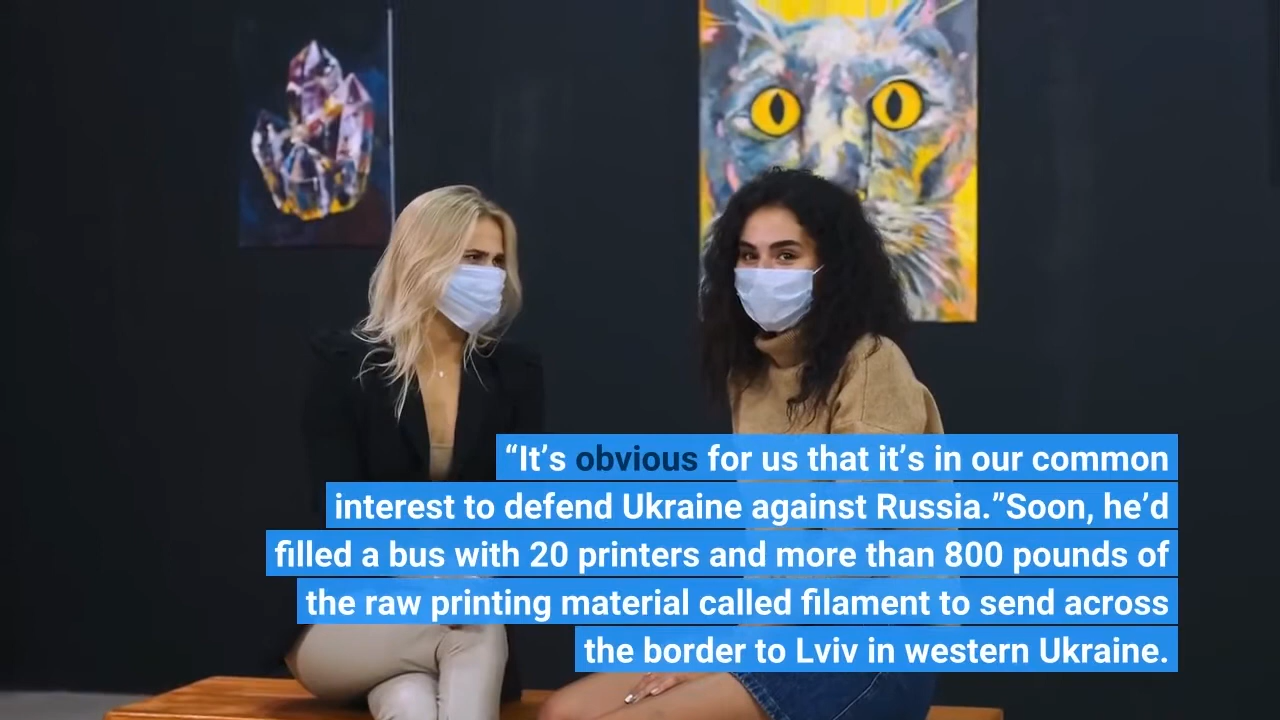 “It’s obvious for us that it’s in our common
interest to defend Ukraine against Russia.”Soon, he’d
filled a bus with 20 printers and more than 800 pounds of
the raw printing material called filament to send across
the border to Lviv in western Ukraine.